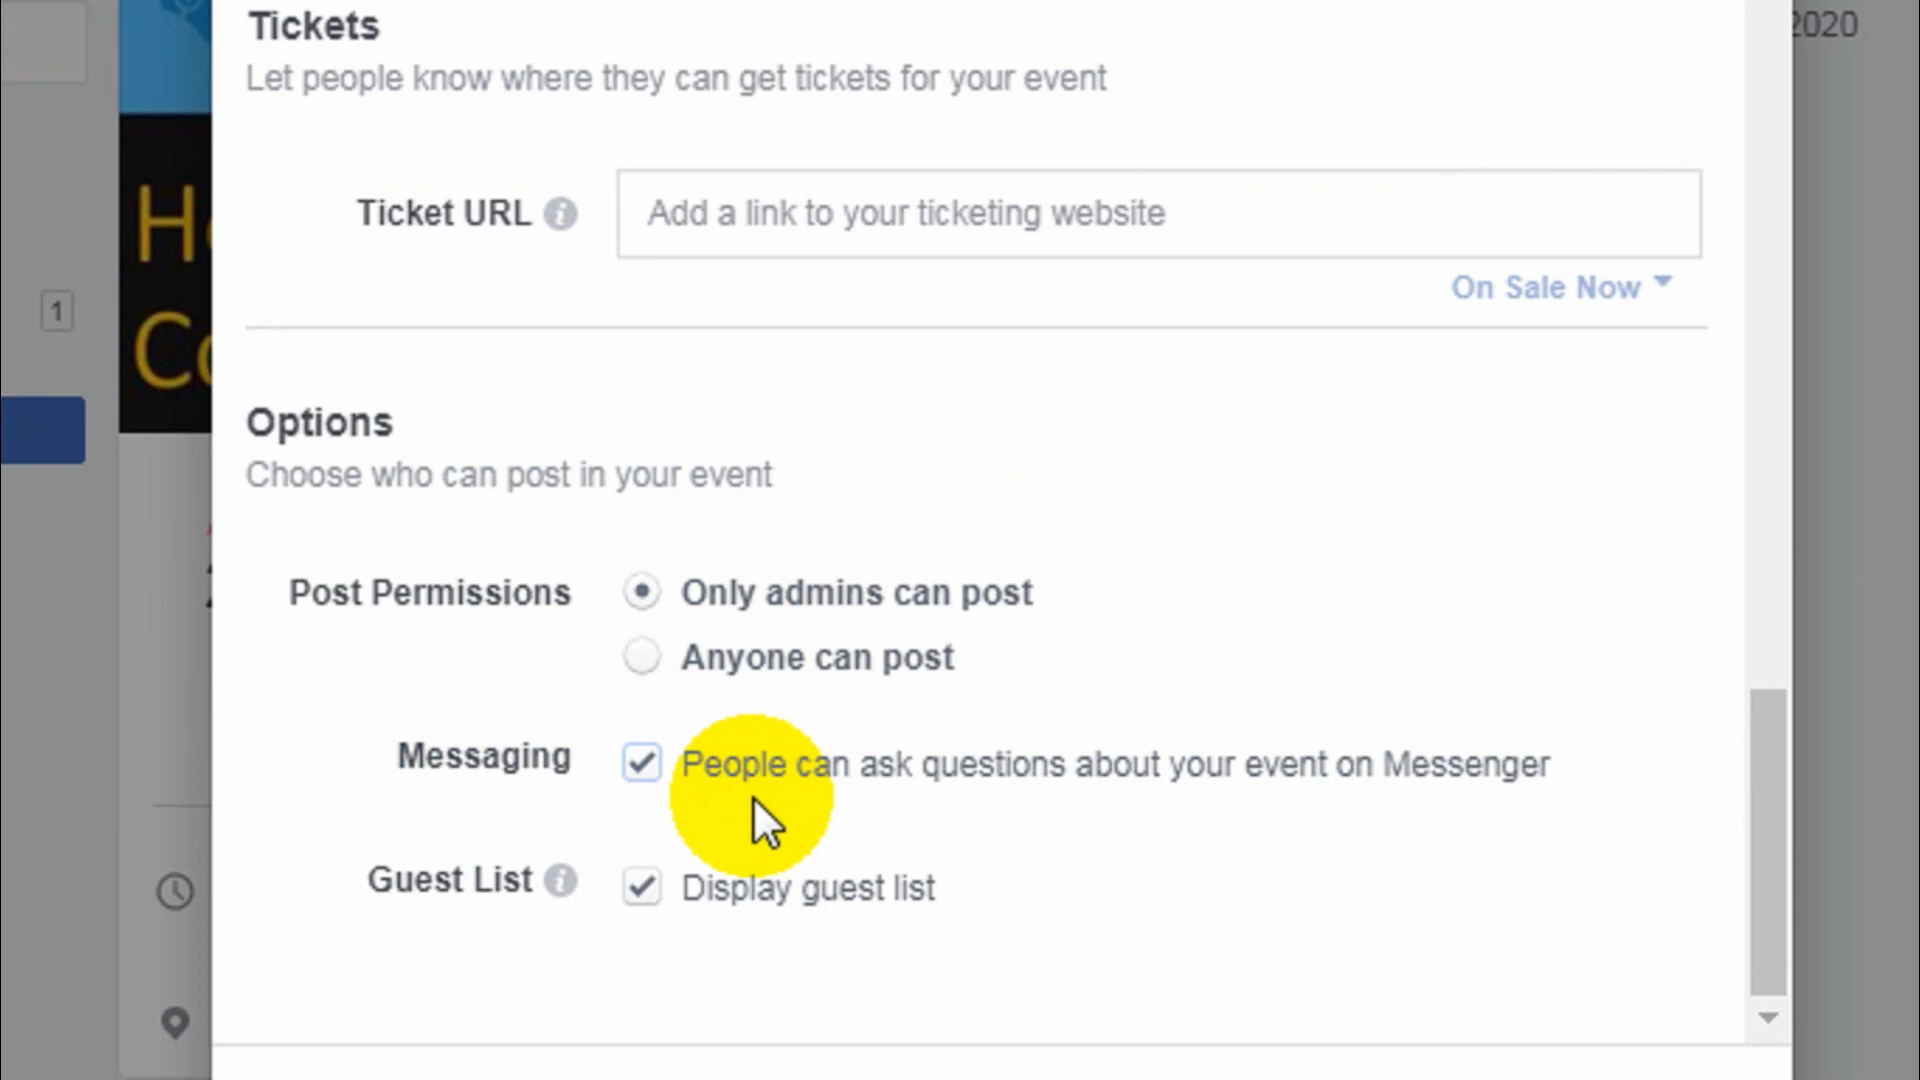 Tickets
2020
Let people know where they can get tickets for your event
Ticket URL
Add a link to your ticketing website
On Sale Now
1
Options
Choose who can post in your event
Post Permissions
Only admins can post
Anyone can post
Messaging
People can ask questions about your event on Messenger
Guest List
Display guest list